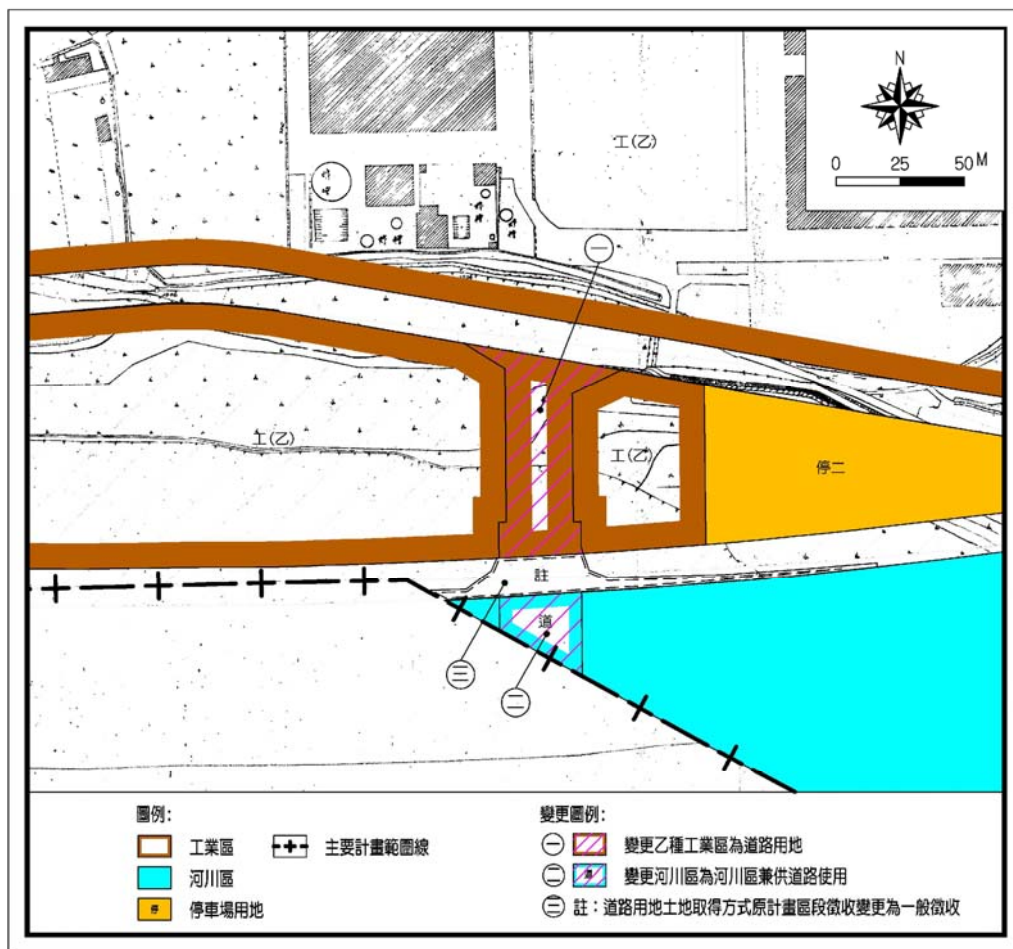 N
0 25 50 M
工(乙)
一
工(乙)
工(乙)
停二
註
道
三
二
圖例:
工業區
主要計畫範圍線
河川區
停
停車場用地
變更圖例:
一 變更乙種工業區為道路用地
二 道 變更河川區為河川區兼供道路使用
三 註：道路用地土地取得方式原計畫區段徵收變更為一般徵收